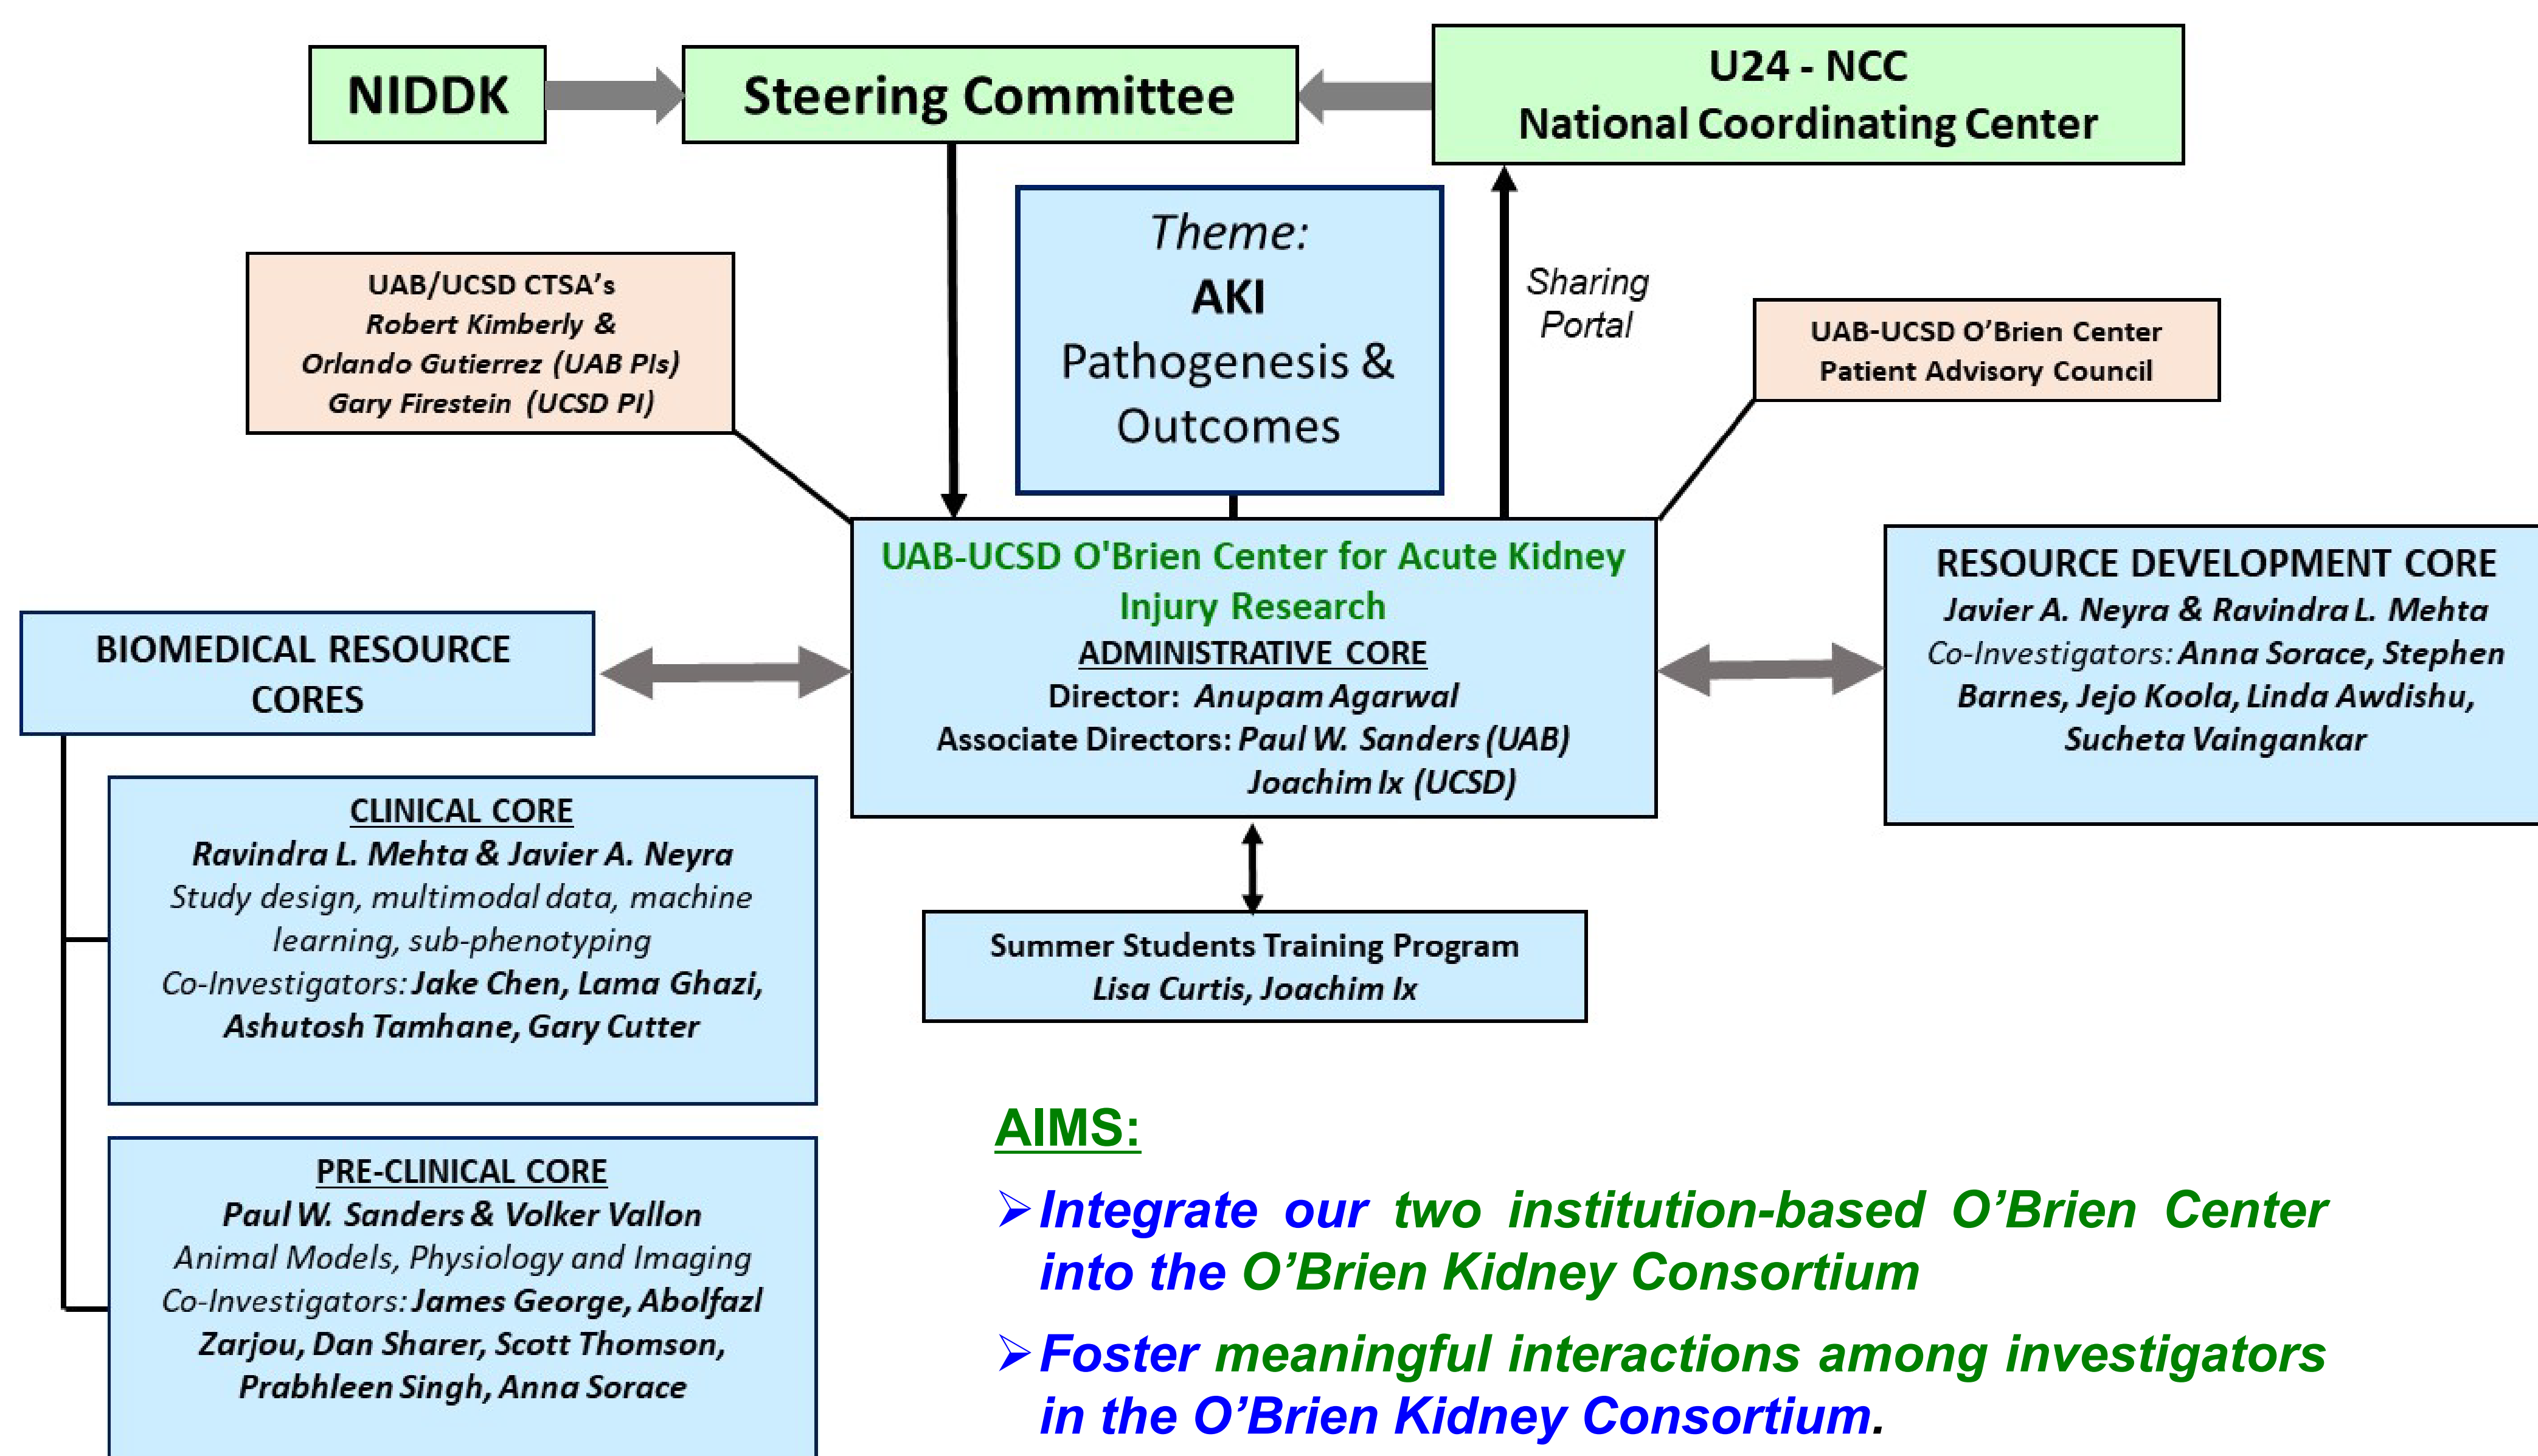 NIDDK
Steering Committee
U24 - NCC
National Coordinating Center
Theme:
AKI
Pathogenesis &
Outcomes
Sharing
Portal
UAB/UCSD CTSA’s
Robert Kimberly &
Orlando Gutierrez (UAB PIs)
Gary Firestein (UCSD PI)
UAB-UCSD O’Brien Center
Patient Advisory Council
UAB-UCSD O'Brien Center for Acute Kidney
Injury Research
ADMINISTRATIVE CORE
Director: Anupam Agarwal
Associate Directors: Paul W. Sanders (UAB)
Joachim Ix (UCSD)
RESOURCE DEVELOPMENT CORE
Javier A. Neyra & Ravindra L. Mehta
Co-Investigators: Anna Sorace, Stephen
Barnes, Jejo Koola, Linda Awdishu,
Sucheta Vaingankar
BIOMEDICAL RESOURCE
CORES
CLINICAL CORE
Ravindra L. Mehta & Javier A. Neyra
Study design, multimodal data, machine
learning, sub-phenotyping
Co-Investigators: Jake Chen, Lama Ghazi,
Ashutosh Tamhane, Gary Cutter
Summer Students Training Program
Lisa Curtis, Joachim Ix
PRE-CLINICAL CORE
Paul W. Sanders & Volker Vallon
Animal Models, Physiology and Imaging
Co-Investigators: James George, Abolfazl
Zarjou, Dan Sharer, Scott Thomson,
Prabhleen Singh, Anna Sorace
AIMS:
➢Integrate our two institution-based O’Brien Center
into the O’Brien Kidney Consortium
➢Foster meaningful interactions among investigators
in the O’Brien Kidney Consortium.